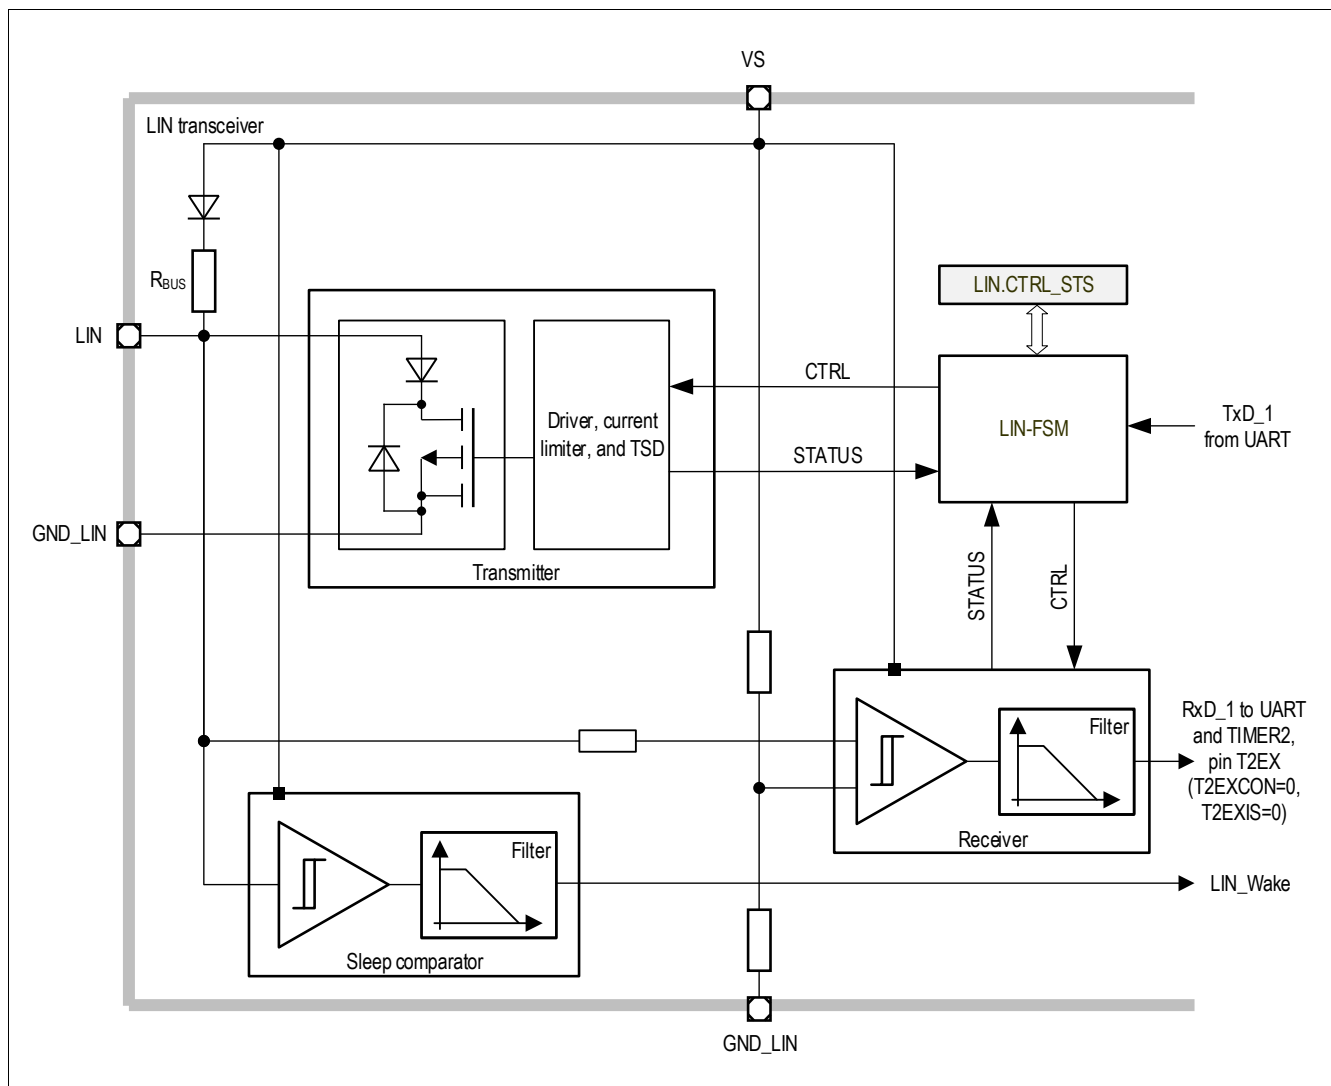 VS
LIN transceiver
R_BUS
LIN
GND_LIN
Driver, current
limiter, and TSD
Transmitter
CTRL
STATUS
LIN.CTRL_STS
LIN-FSM
TxD_1
from UART
STATUS
CTRL
Filter
Receiver
RxD_1 to UART
and TIMER2,
pin T2EX
(T2EXCON=0,
T2EXIS=0)
Filter
Sleep comparator
LIN_Wake
GND_LIN